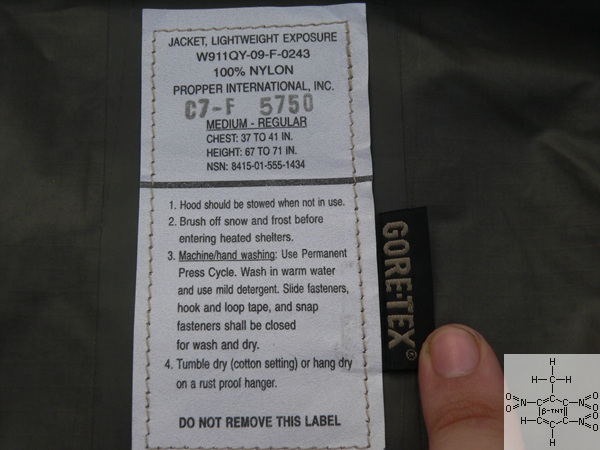 JACKET, LIGHTWEIGHT EXPOSURE
W911QY-09-F-0243
100% NYLON
PROPPER INTERNATIONAL, INC.
C7-F 5750
MEDIUM - REGULAR
CHEST: 37 TO 41 IN.
HEIGHT: 67 TO 71 IN.
NSN: 8415-01-555-1434
1. Hood should be stowed when not in use.
2. Brush off snow and frost before
entering heated shelters.
3. Machine/hand washing: Use Permanent
Press Cycle. Wash in warm water
and use mild detergent. Slide fasteners,
hook and loop tape, and snap
fasteners shall be closed
for wash and dry.
4. Tumble dry (cotton setting) or hang dry
on a rust proof hanger.
DO NOT REMOVE THIS LABEL
GORE-TEX®
H
H C H
O N N O
O O
β-TNT
H N O
O
H